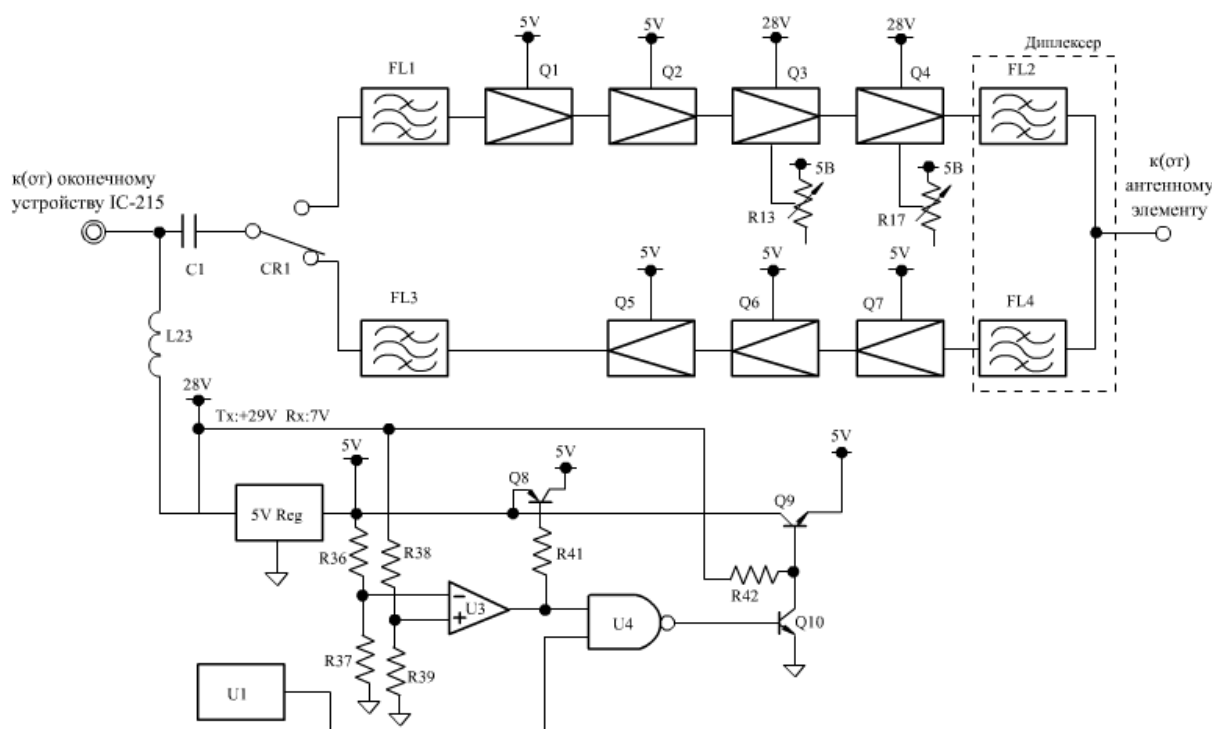 5V
5V
28V
28V
Диплексер
FL1
Q1
Q2
Q3
Q4
FL2
к(от) оконечному
устройству IC-215
5В
5В
R13
R17
к(от)
антенному
элементу
C1
CR1
5V
5V
5V
FL3
Q5
Q6
Q7
FL4
L23
28V
Tx:+29V Rx:7V
5V
5V
5V
Q8
Q9
5V Reg
R36
R38
R41
R42
U3
U4
Q10
R37
R39
U1